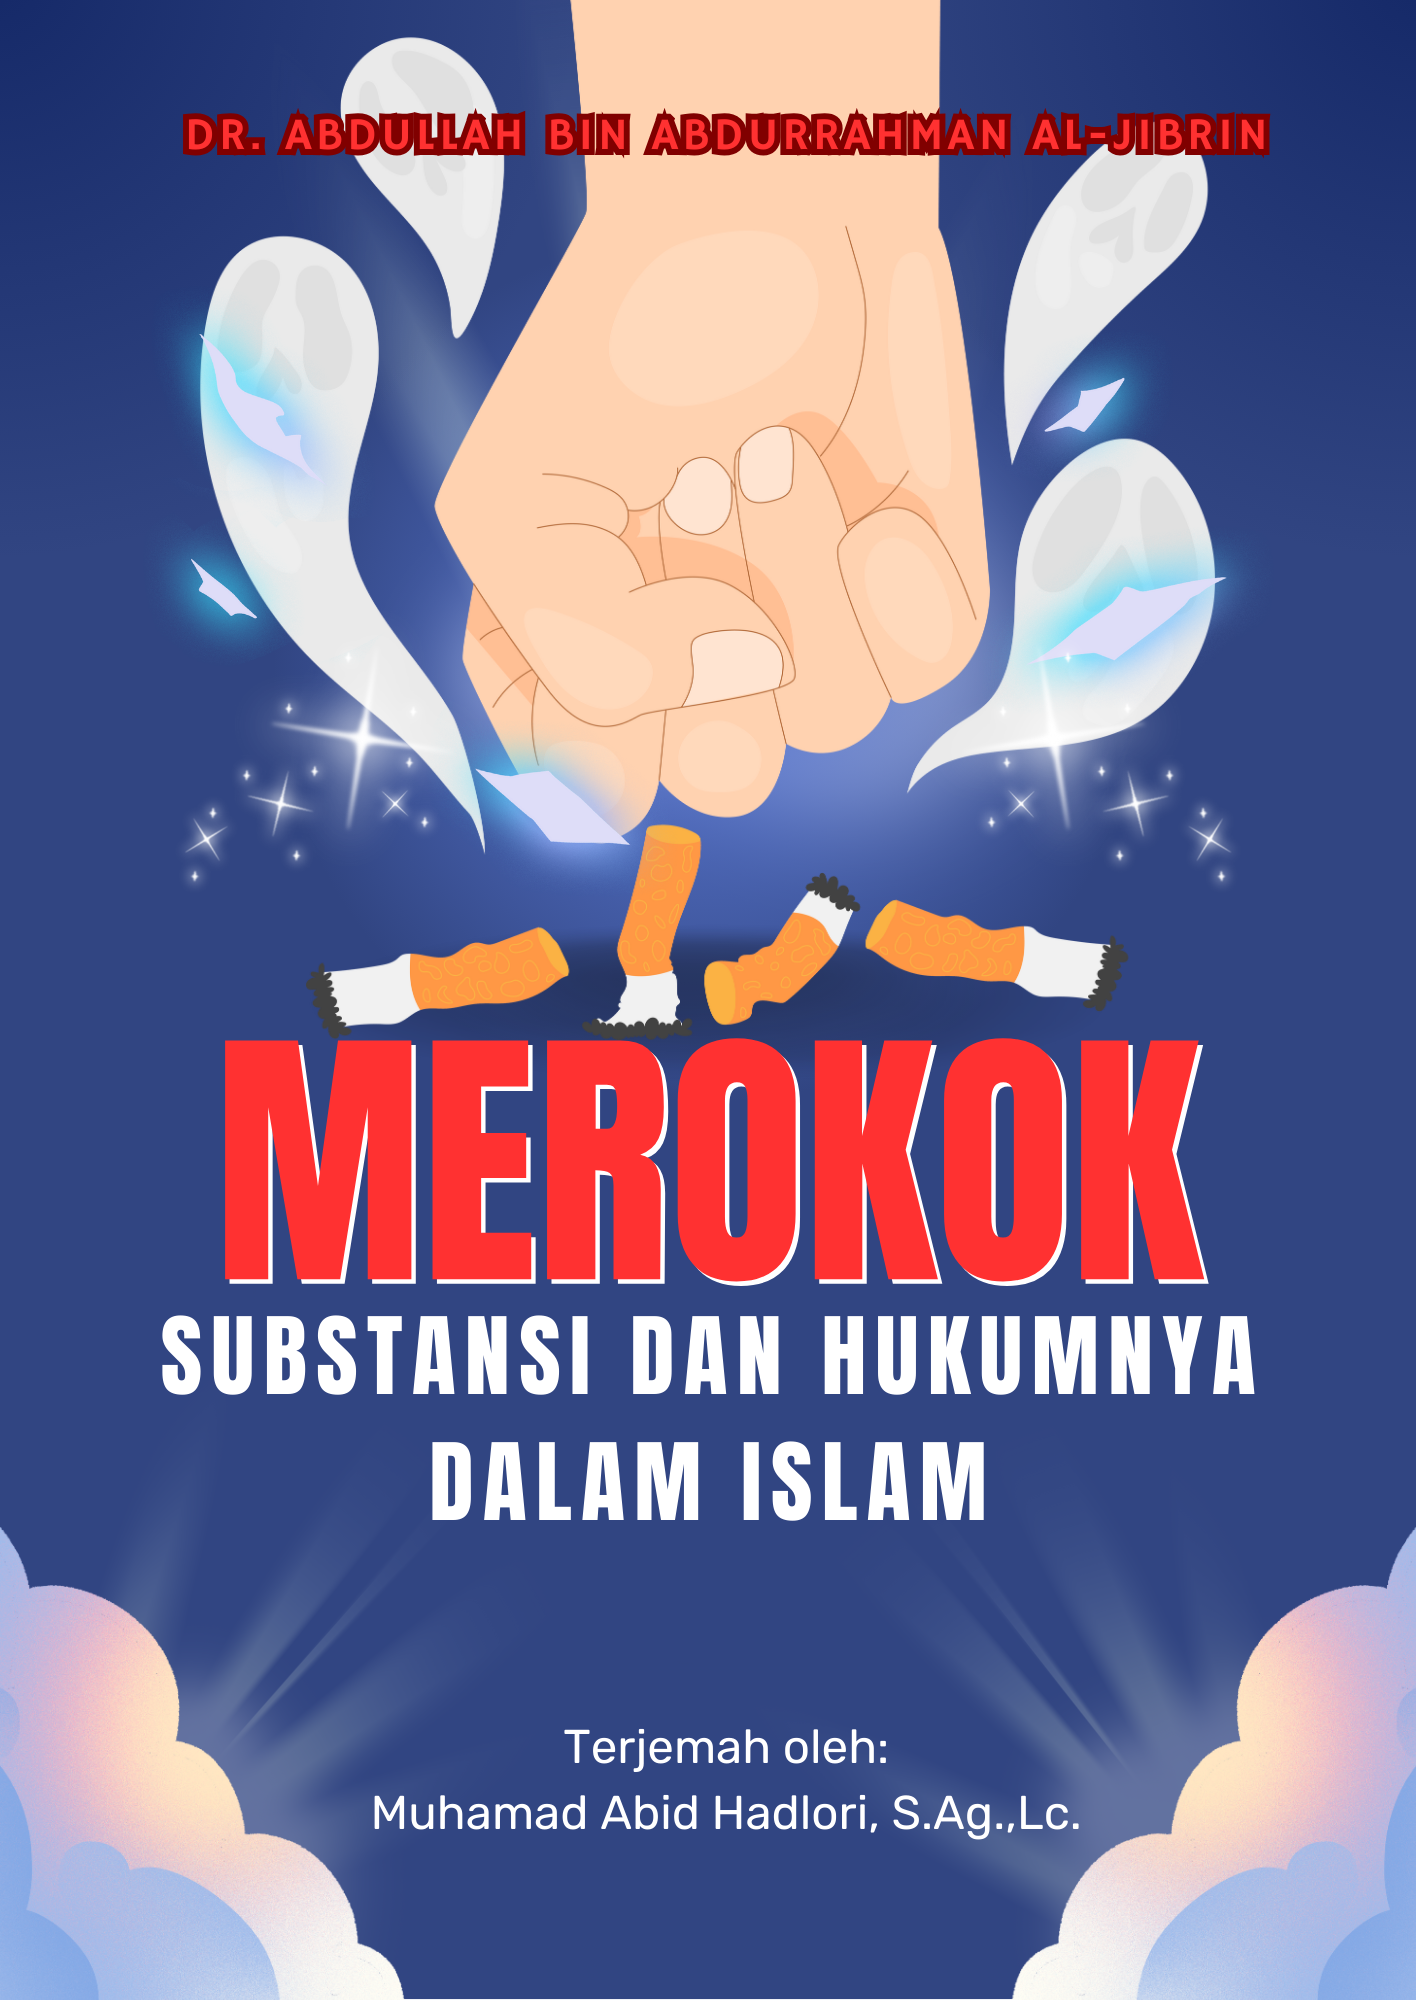 DR. ABDULLAH BIN ABDURRAHMAN AL-JIBRIN
MEROKOK
SUBSTANSI DAN HUKUMNYA
DALAM ISLAM
Terjemah oleh:
Muhamad Abid Hadlori, S.Ag.,Lc.